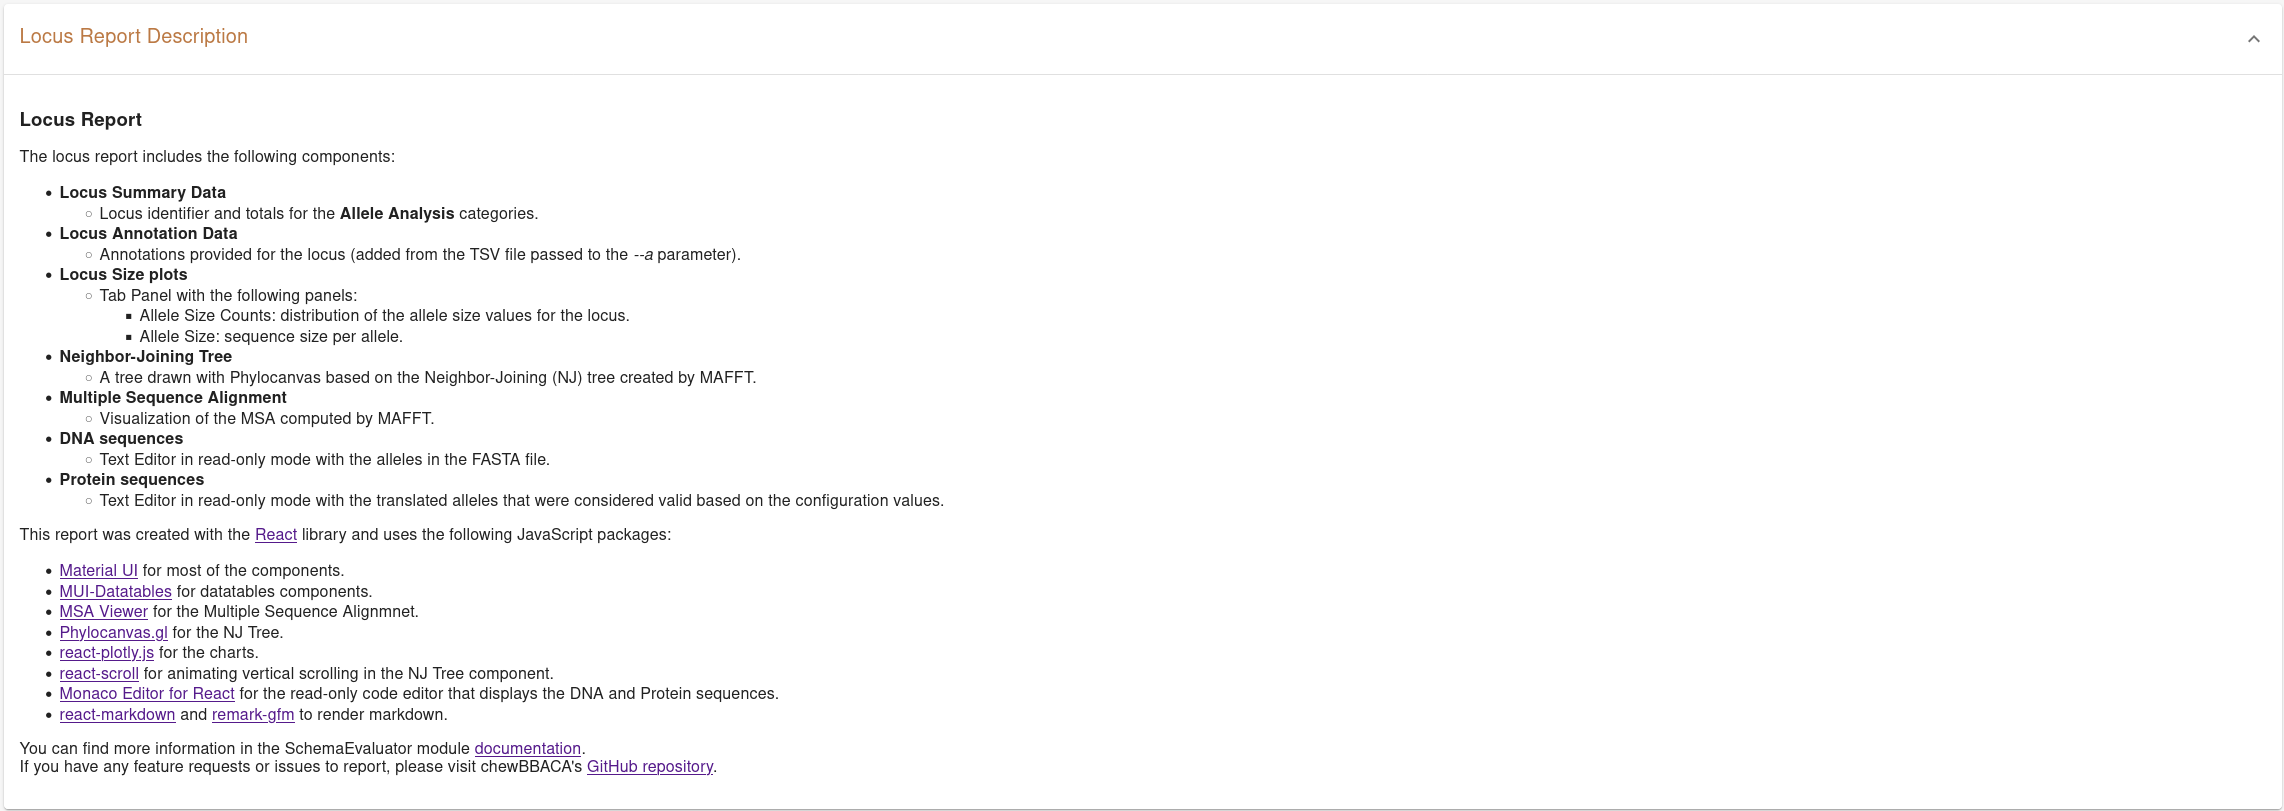 Locus Report Description
Locus Report
The locus report includes the following components:
• Locus Summary Data
○ Locus identifier and totals for the Allele Analysis categories.
• Locus Annotation Data
○ Annotations provided for the locus (added from the TSV file passed to the --a parameter).
• Locus Size plots
○ Tab Panel with the following panels:
▪ Allele Size Counts: distribution of the allele size values for the locus.
▪ Allele Size: sequence size per allele.
• Neighbor-Joining Tree
○ A tree drawn with Phylocanvas based on the Neighbor-Joining (NJ) tree created by MAFFT.
• Multiple Sequence Alignment
○ Visualization of the MSA computed by MAFFT.
• DNA sequences
○ Text Editor in read-only mode with the alleles in the FASTA file.
• Protein sequences
○ Text Editor in read-only mode with the translated alleles that were considered valid based on the configuration values.
This report was created with the React library and uses the following JavaScript packages:
• Material UI for most of the components.
• MUI-Datatables for datatables components.
• MSA Viewer for the Multiple Sequence Alignmnet.
• Phylocanvas.gl for the NJ Tree.
• react-plotly.js for the charts.
• react-scroll for animating vertical scrolling in the NJ Tree component.
• Monaco Editor for React for the read-only code editor that displays the DNA and Protein sequences.
• react-markdown and remark-gfm to render markdown.
You can find more information in the SchemaEvaluator module documentation.
If you have any feature requests or issues to report, please visit chewBBACA's GitHub repository.